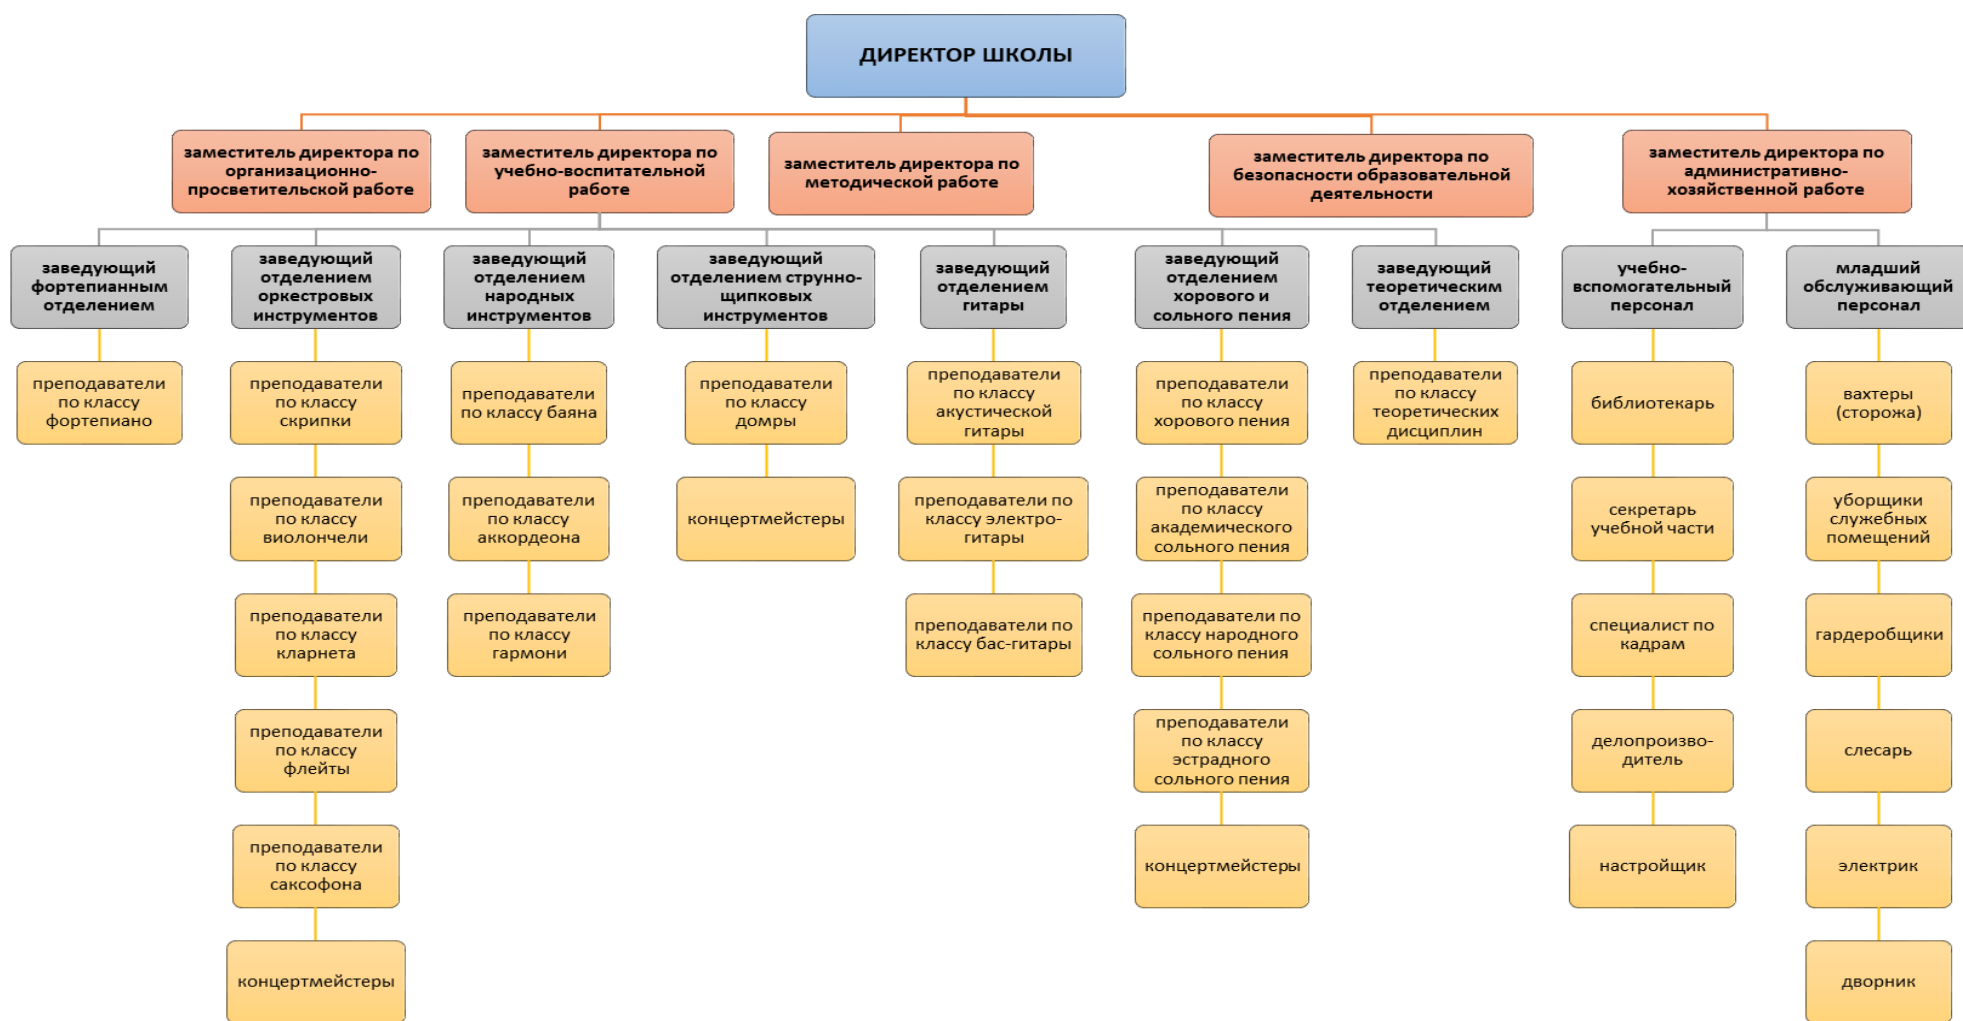 ДИРЕКТОР ШКОЛЫ
заместитель директора по
организационно-
просветительской работе
заместитель директора по
учебно-воспитательной
работе
заместитель директора по
методической работе
заместитель директора по
безопасности образовательной
деятельности
заместитель директора по
административно-
хозяйственной работе
заведующий
фортепианным
отделением
заведующий
отделением
оркестровых
инструментов
заведующий
отделением
народных
инструментов
заведующий
отделением струнно-
щипковых
инструментов
заведующий
отделением
гитары
заведующий
отделением
хорового и
сольного пения
заведующий
теоретическим
отделением
учебно-
вспомогательный
персонал
младший
обслуживающий
персонал
преподаватели
по классу
фортепиано
преподаватели
по классу
скрипки
преподаватели
по классу баяна
преподаватели
по классу
домры
преподаватели
по классу
акустической
гитары
преподаватели
по классу
хорового пения
преподаватели
по классу
теоретических
дисциплин
библиотекарь
вахтеры
(сторожа)
преподаватели
по классу
виолончели
преподаватели
по классу
аккордеона
концертмейстеры
преподаватели по
классу электро-
гитары
преподаватели
по классу
академического
сольного пения
секретарь
учебной части
уборщики
служебных
помещений
преподаватели
по классу
кларнета
преподаватели
по классу
гармони
преподаватели по
классу бас-гитары
преподаватели по
классу народного
сольного пения
специалист по
кадрам
гардеробщики
преподаватели
по классу
флейты
преподаватели
по классу
эстрадного
сольного пения
делопроизво-
дитель
слесарь
преподаватели
по классу
саксофона
концертмейстеры
настройщик
электрик
концертмейстеры
дворник